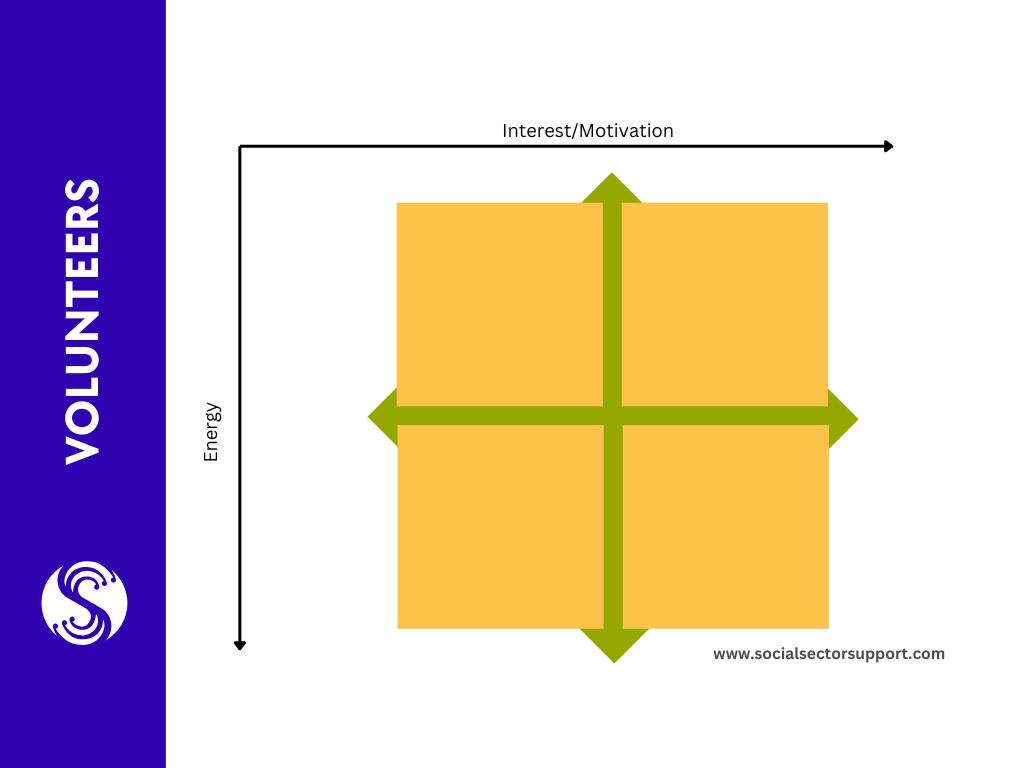 VOLUNTEERS
Interest/Motivation
Energy
www.socialsectorsupport.com